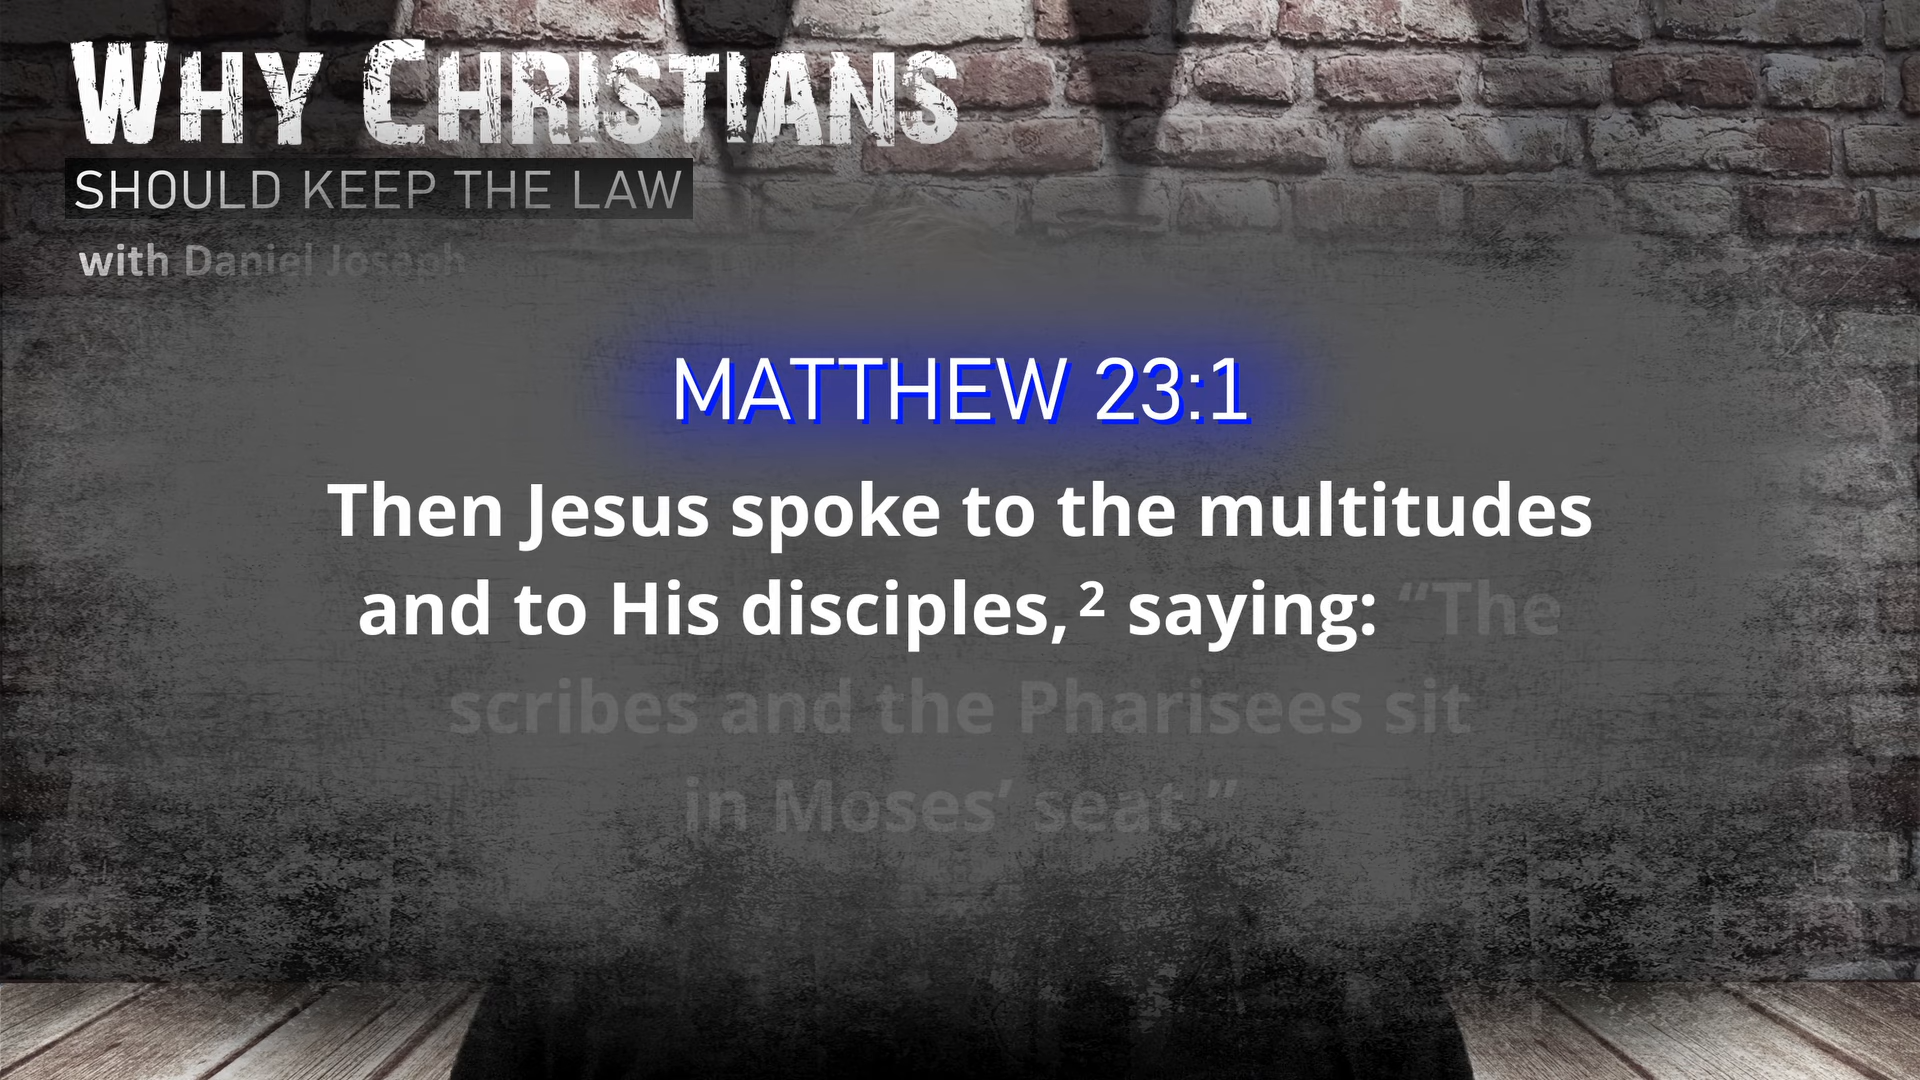 WHY CHRISTIANS
SHOULD KEEP THE LAW
with Daniel Joseph
MATTHEW 23:1
Then Jesus spoke to the multitudes
and to His disciples,² saying: “The
scribes and the Pharisees sit
in Moses’ seat ”